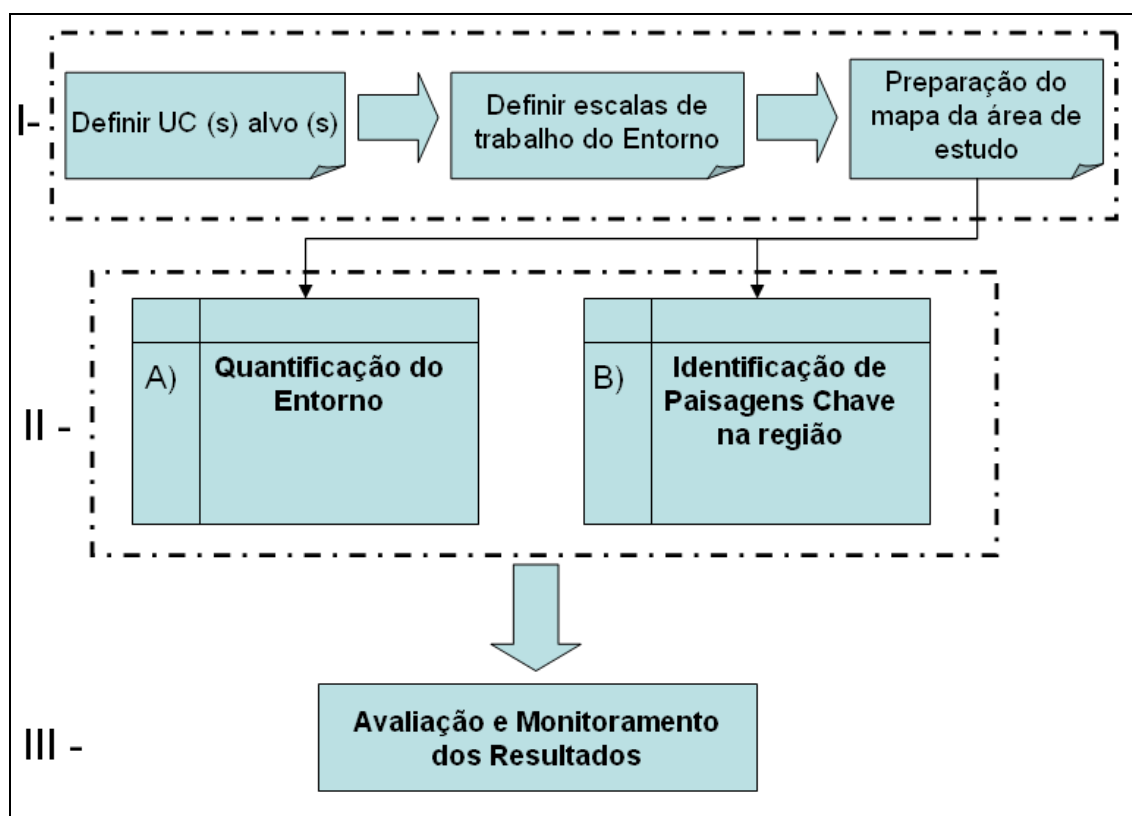 I-
Definir UC (s) alvo (s)
Definir escalas de
trabalho do Entorno
Preparação do
mapa da área de
estudo
II -
A)
Quantificação do
Entorno
B)
Identificação de
Paisagens Chave
na região
III -
Avaliação e Monitoramento
dos Resultados